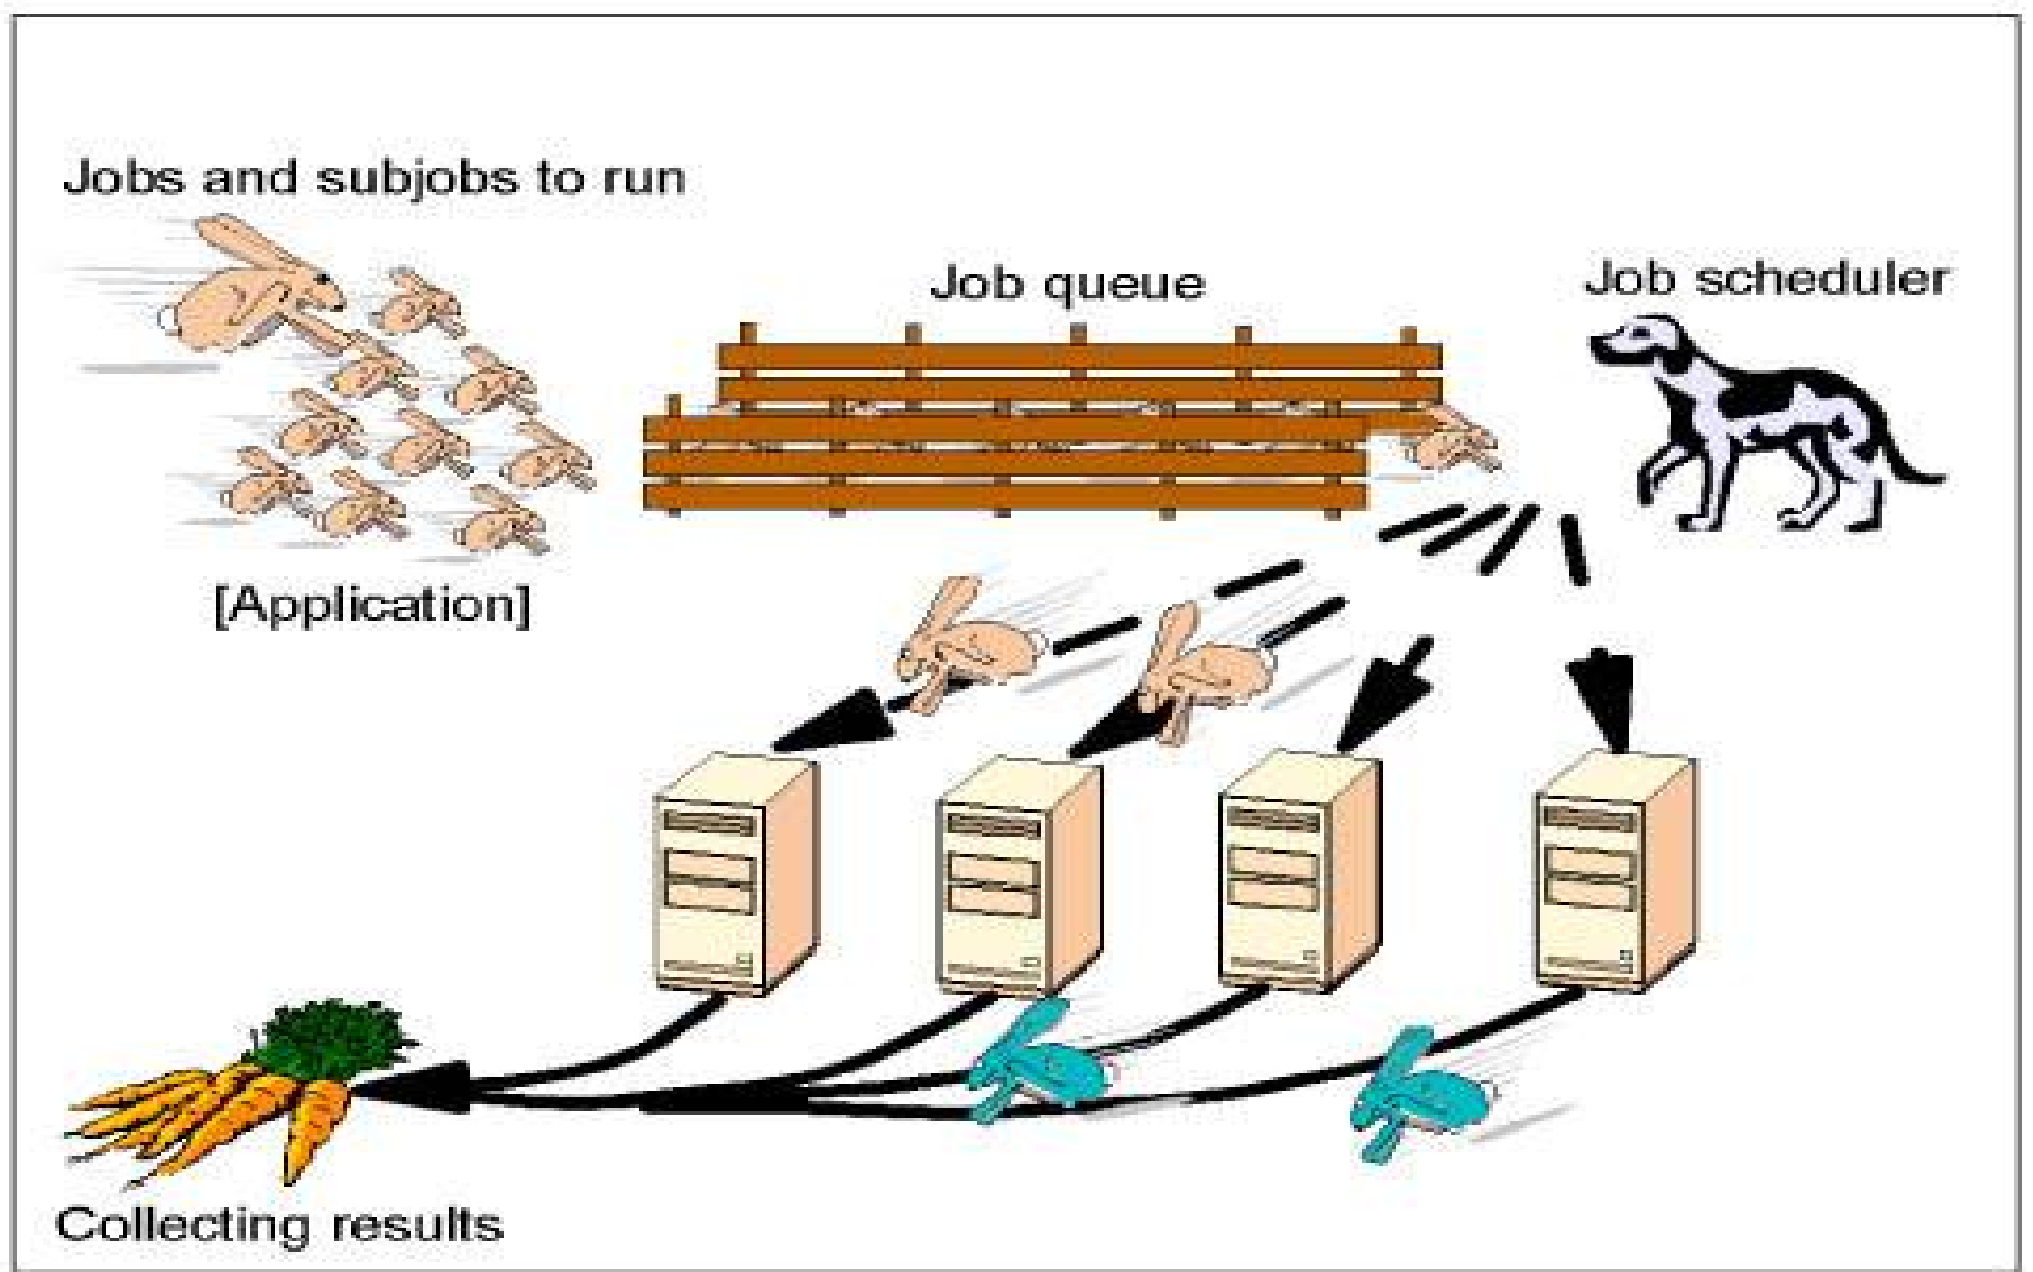 Jobs and subjobs to run
Job queue
Job scheduler
[Application]
Collecting results